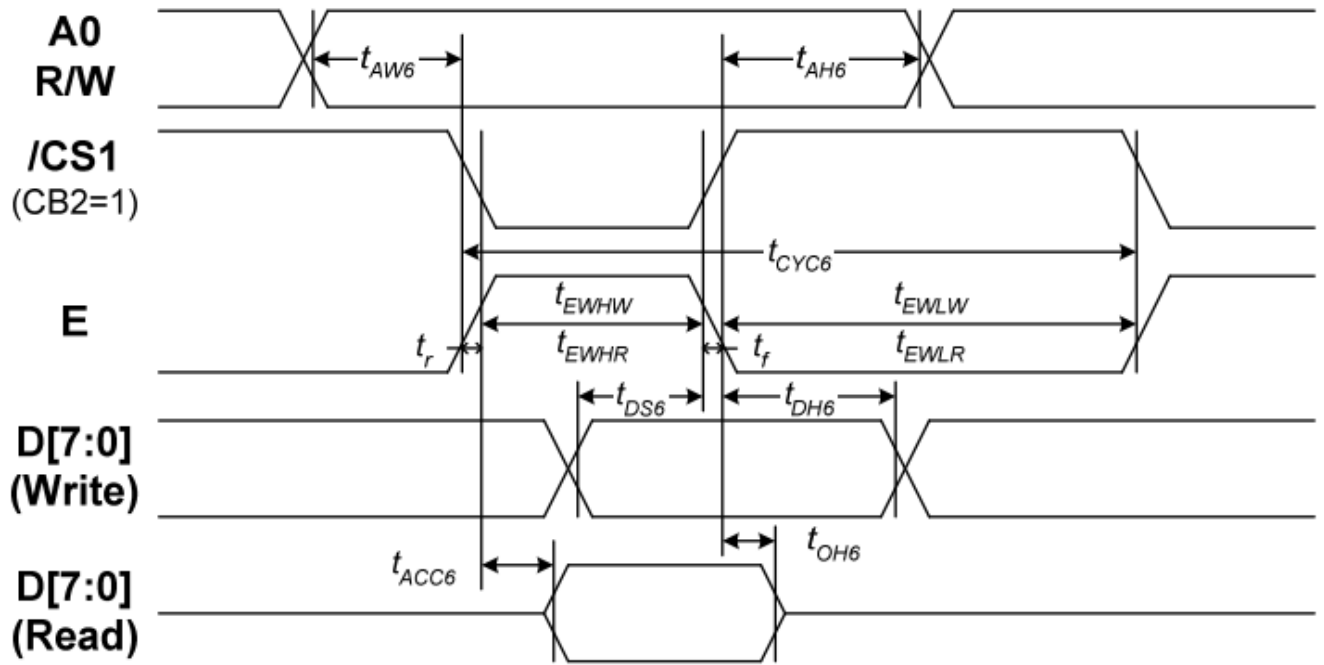 A0
R/W
tAW6
tAH6
/CS1
(CB2=1)
tCYC6
E
tEWHW
tEWLW
tr
tEWHR
tf
tEWLR
tDS6
tDH6
D[7:0]
(Write)
tOH6
tACC6
D[7:0]
(Read)